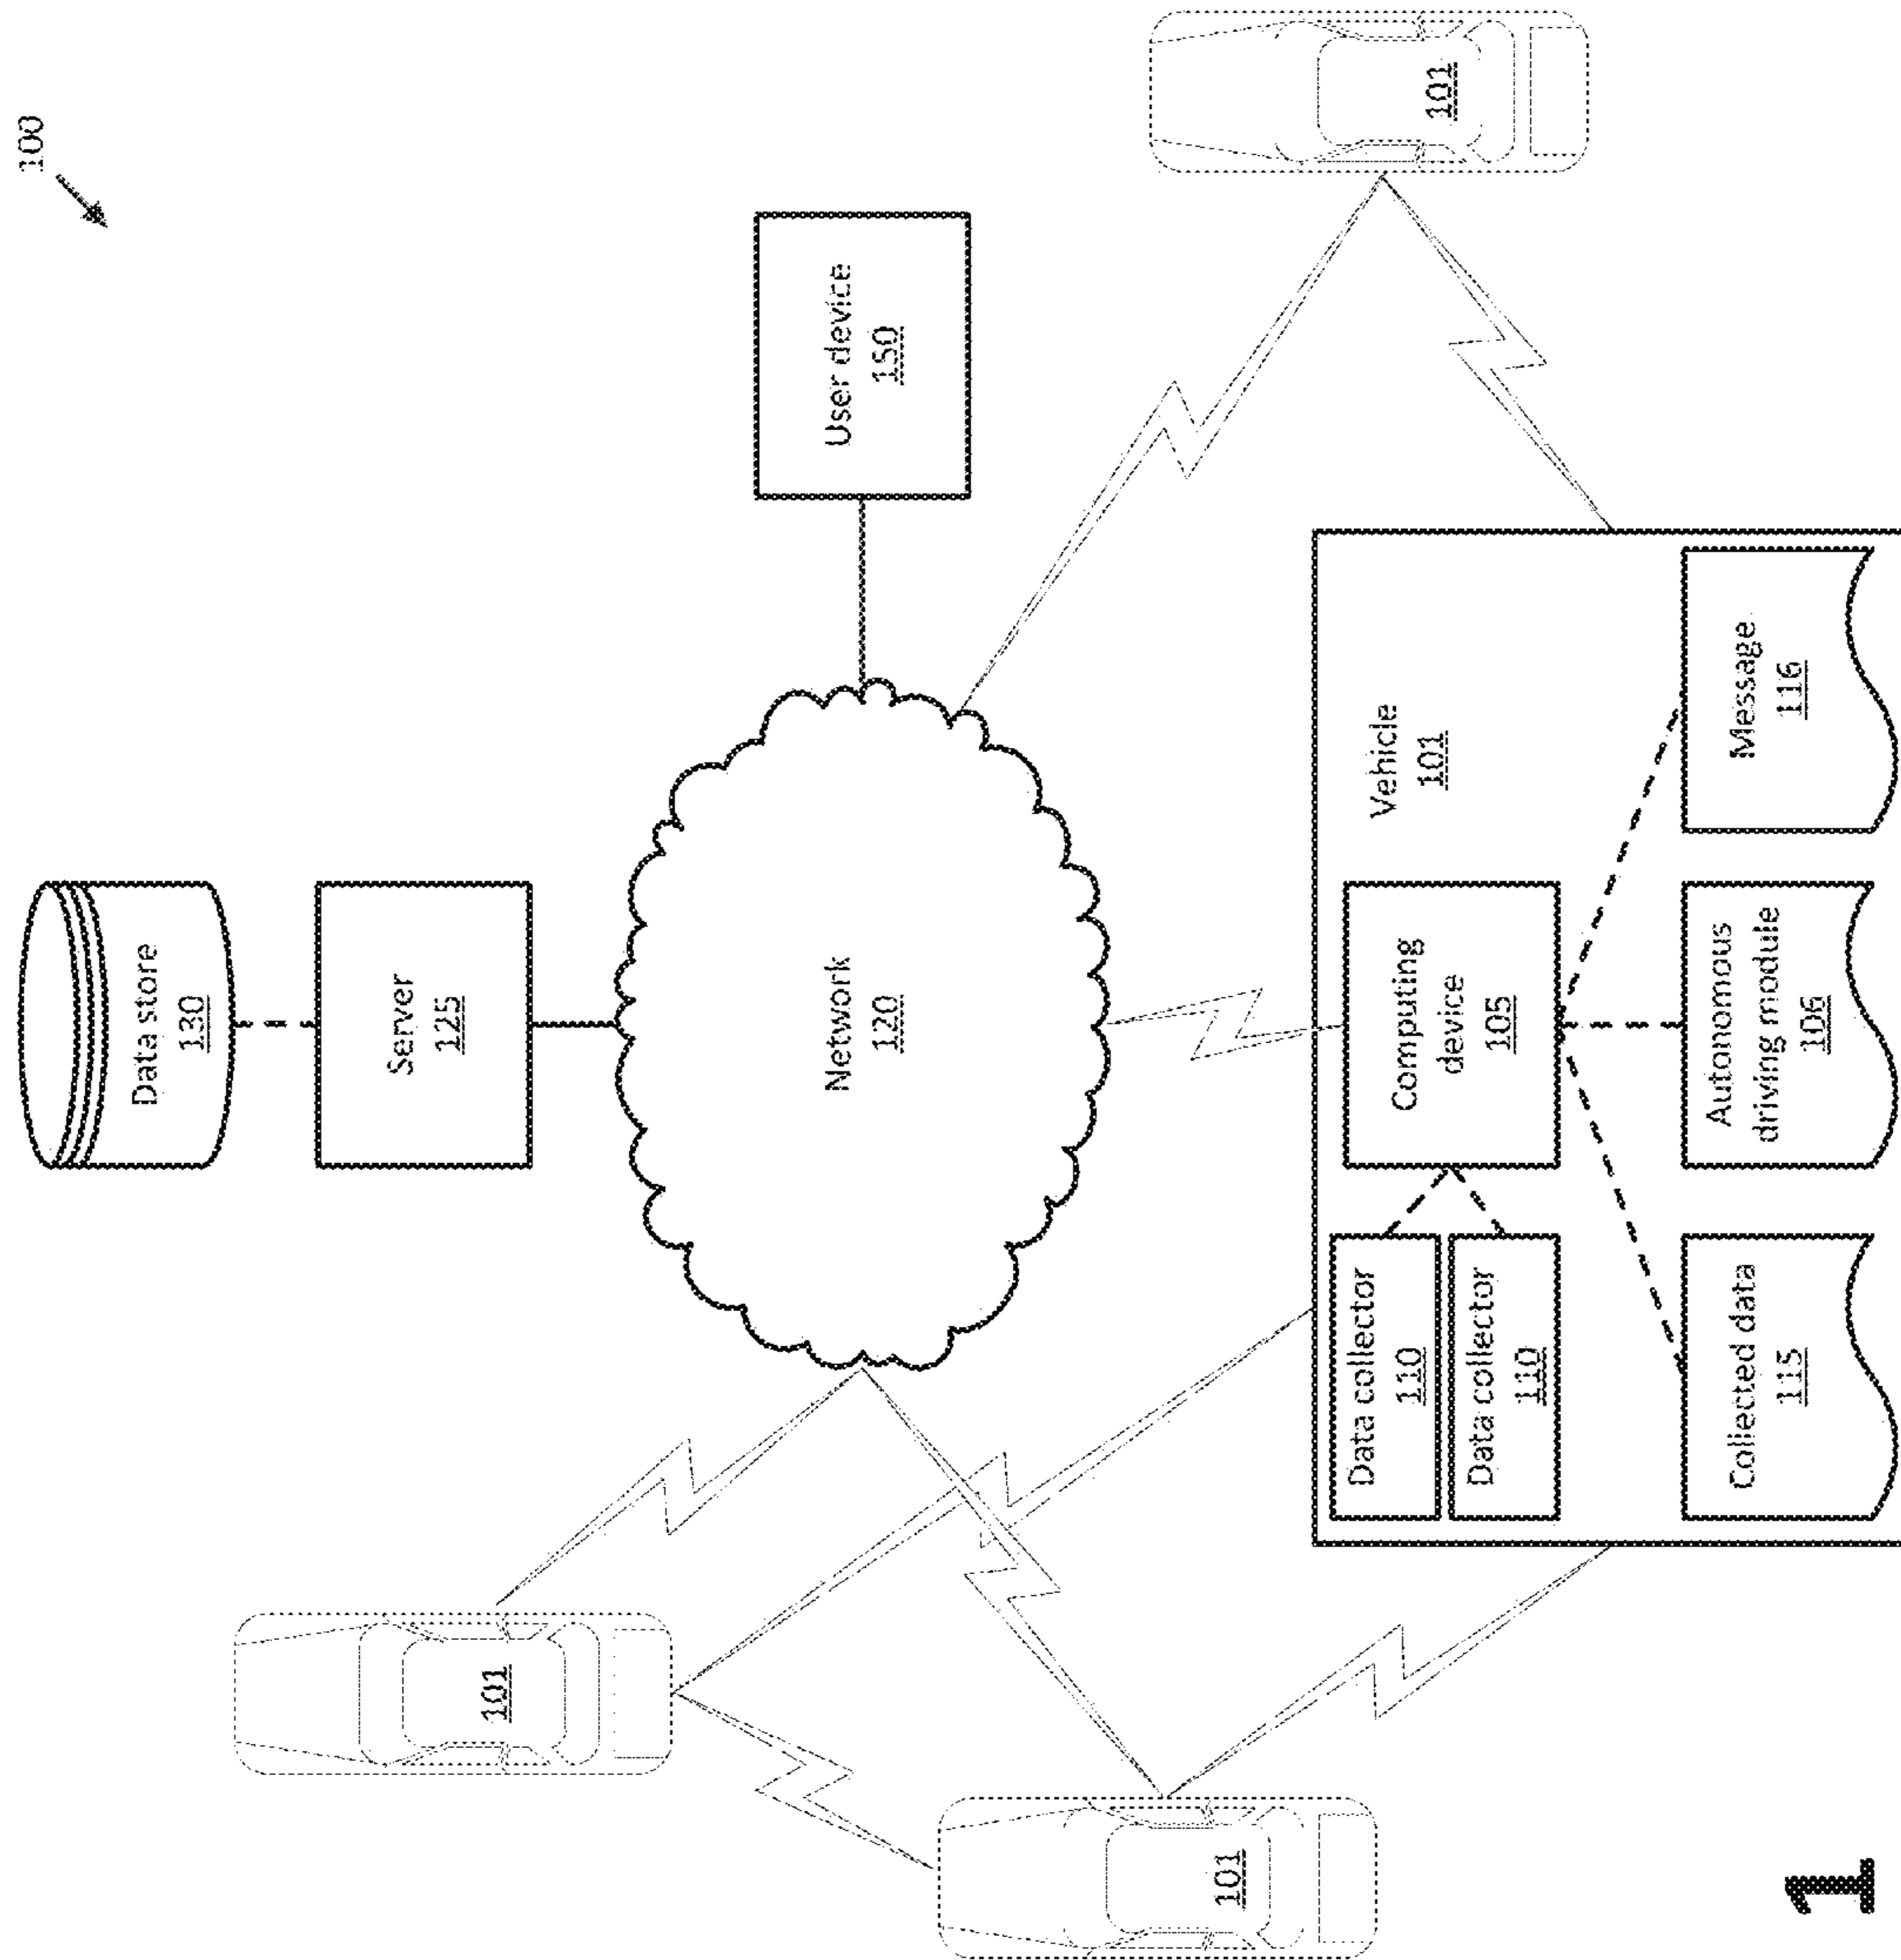 100
Data store
130
Server
125
Network
120
User device
150
101
101
101
Vehicle
101
Computing
device
105
Data collector
110
Data collector
110
Collected data
115
Autonomous
driving module
106
Message
116
1